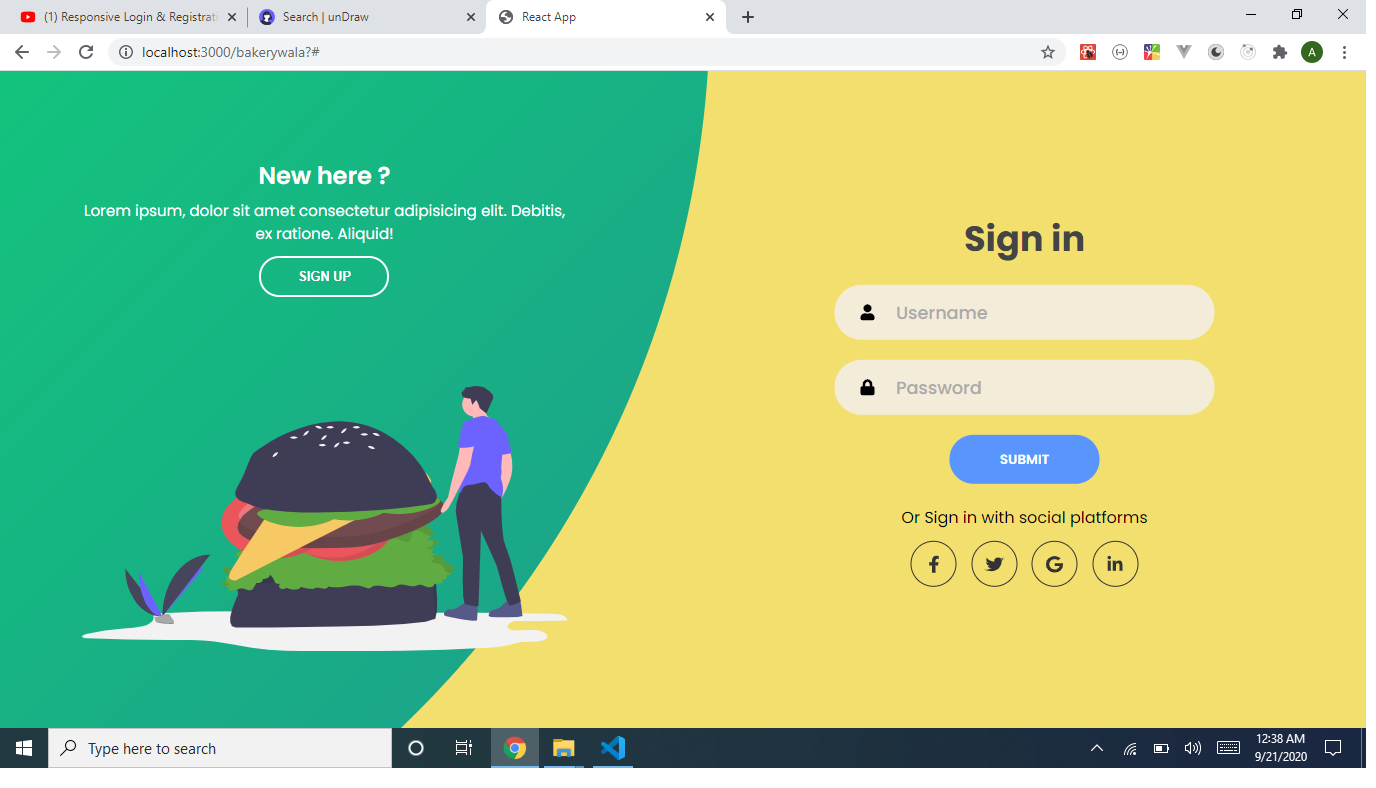 (1) Responsive Login & Registrati
Search | unDraw
React App
localhost:3000/bakerywala?#
A
New here ?
Lorem ipsum, dolor sit amet consectetur adipisicing elit. Debitis,
ex ratione. Aliquid!
SIGN UP
Sign in
Username
Password
SUBMIT
Or Sign in with social platforms
Type here to search
12:38 AM
9/21/2020